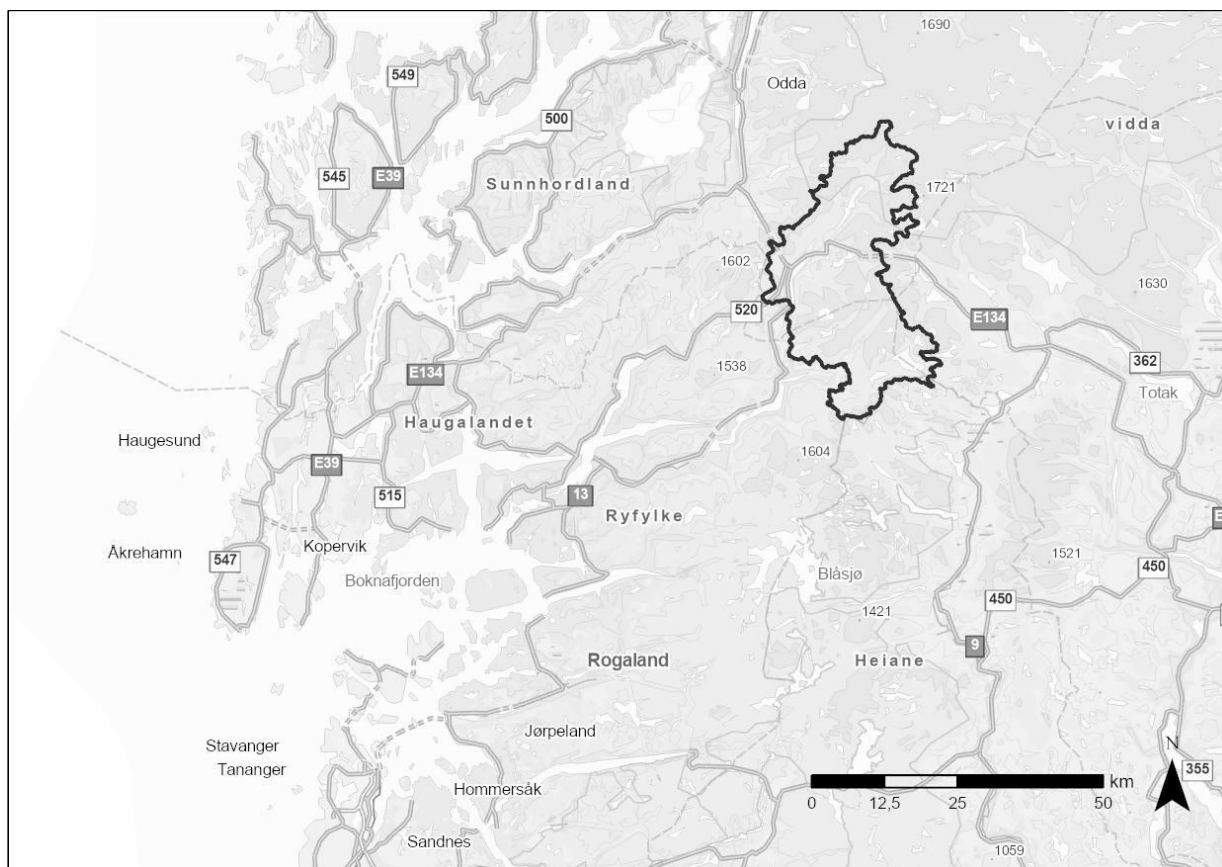 1690
549
Odda
500
vidda
545
E39
Sunnhordland
1721
1602
1630
520
E134
1538
362
E134
Totak
Haugalandet
Haugesund
1604
E39
13
515
Ryfylke
Kopervik
Åkrehamn
547
Boknafjorden
Blåsjø
1521
450
450
1421
9
Rogaland
Heiane
Jørpeland
Stavanger
Tananger
N
355
Hommersåk
km
0 12,5 25 50
Sandnes
1059